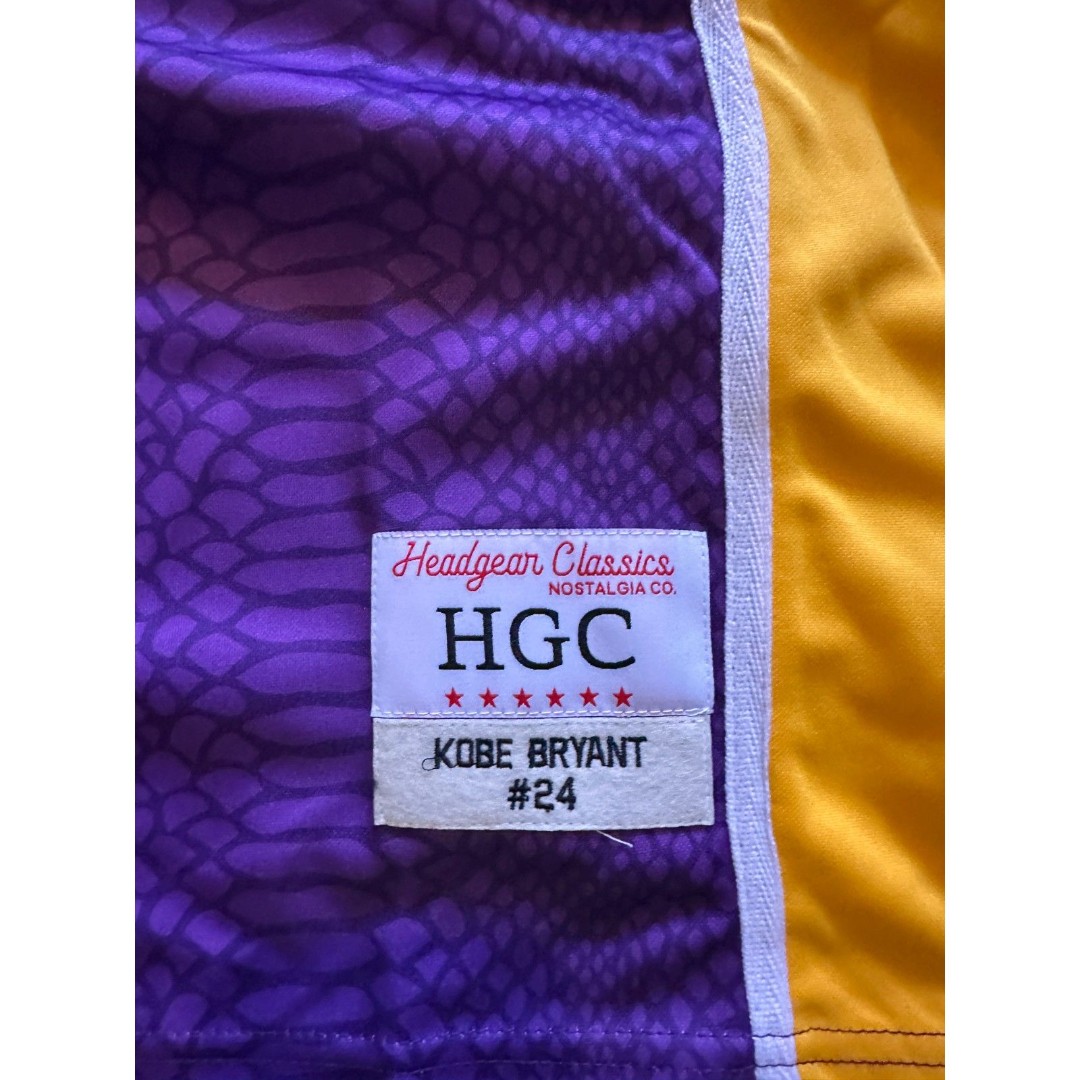 Headgear Classics
NOSTALGIA CO.
HGC
KOBE BRYANT
#24